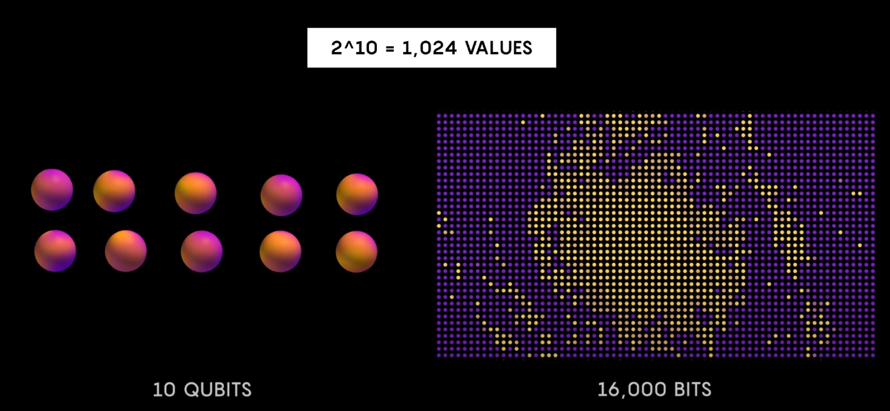 2^10 = 1,024 VALUES
10 QUBITS
16,000 BITS